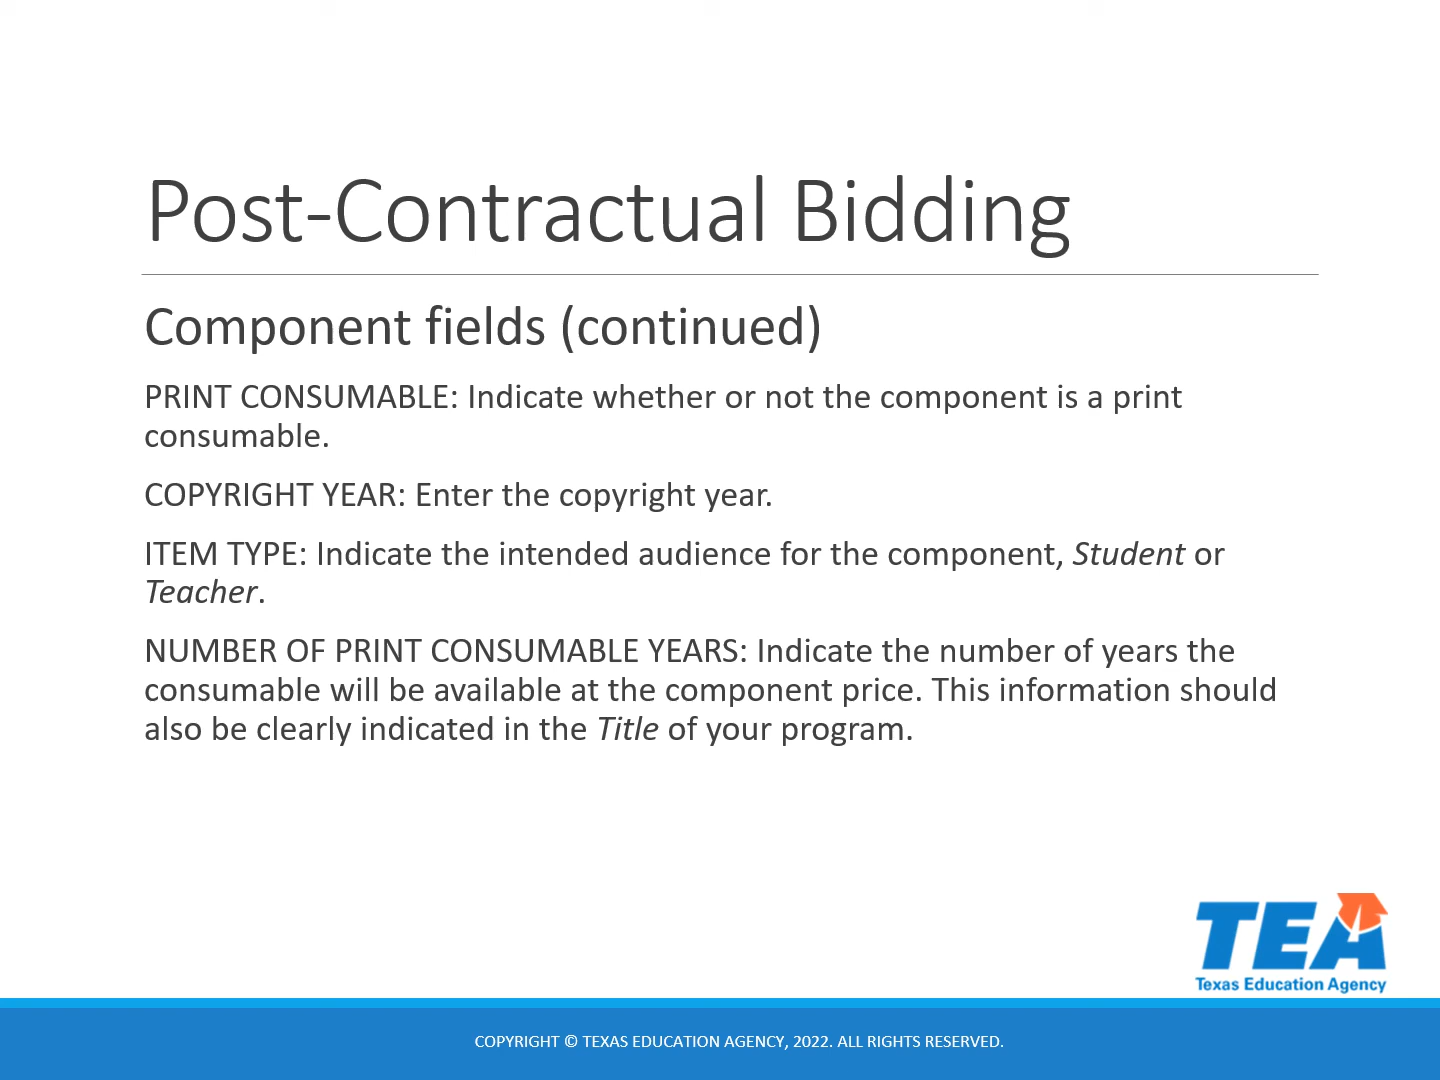 Post-Contractual Bidding
Component fields (continued)
PRINT CONSUMABLE: Indicate whether or not the component is a print
consumable.
COPYRIGHT YEAR: Enter the copyright year.
ITEM TYPE: Indicate the intended audience for the component, Student or
Teacher.
NUMBER OF PRINT CONSUMABLE YEARS: Indicate the number of years the
consumable will be available at the component price. This information should
also be clearly indicated in the Title of your program.
TEA
Texas Education Agency
COPYRIGHT © TEXAS EDUCATION AGENCY, 2022. ALL RIGHTS RESERVED.